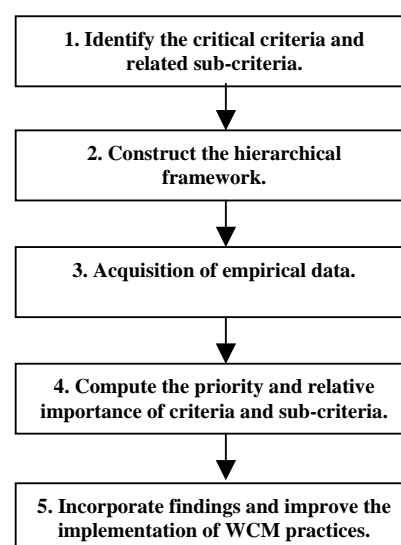 1. Identify the critical criteria and
related sub-criteria.
2. Construct the hierarchical
framework.
3. Acquisition of empirical data.
4. Compute the priority and relative
importance of criteria and sub-criteria.
5. Incorporate findings and improve the
implementation of WCM practices.